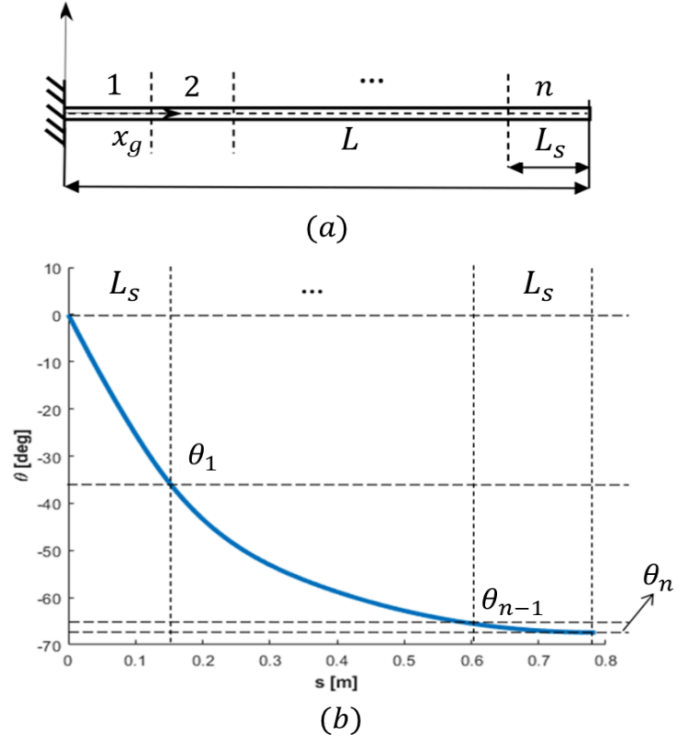 1 2 ... n
x_g L L_s
(a)
L_s ... L_s
10
0
-10
-20
-30
-40
-50
-60
-70
θ [deg]
θ_1
θ_{n-1}
θ_n
0 0.1 0.2 0.3 0.4 0.5 0.6 0.7 0.8
s [m]
(b)